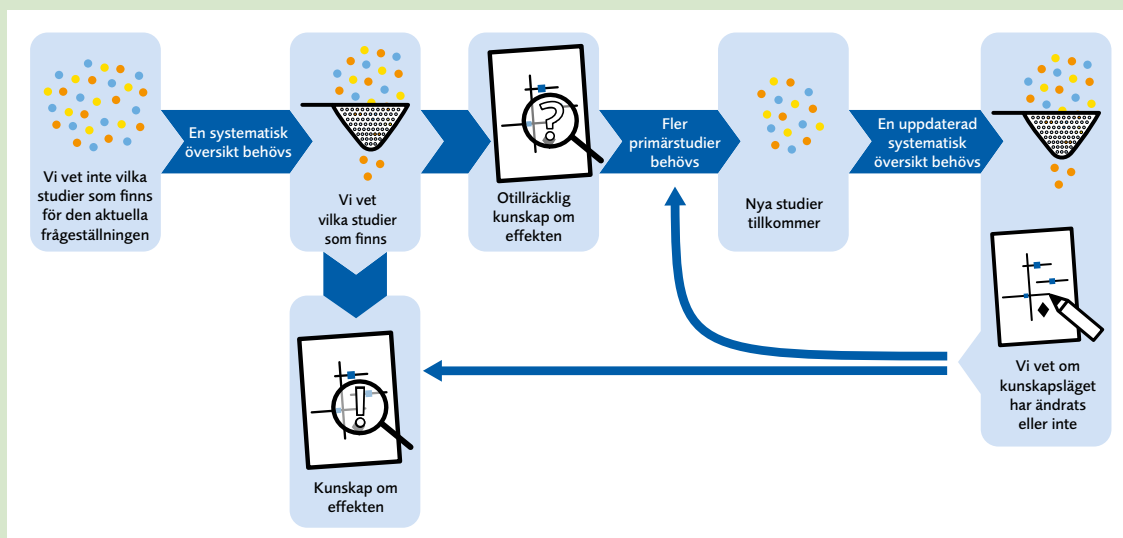 Vi vet inte vilka
studier som finns
för den aktuella
frågeställningen
En systematisk
översikt behövs
Vi vet
vilka studier
som finns
?
Otillräcklig
kunskap om
effekten
Fler
primärstudier
behövs
Nya studier
tillkommer
En uppdaterad
systematisk
översikt behövs
Vi vet om
kunskapsläget
har ändrats
eller inte
!
Kunskap om
effekten